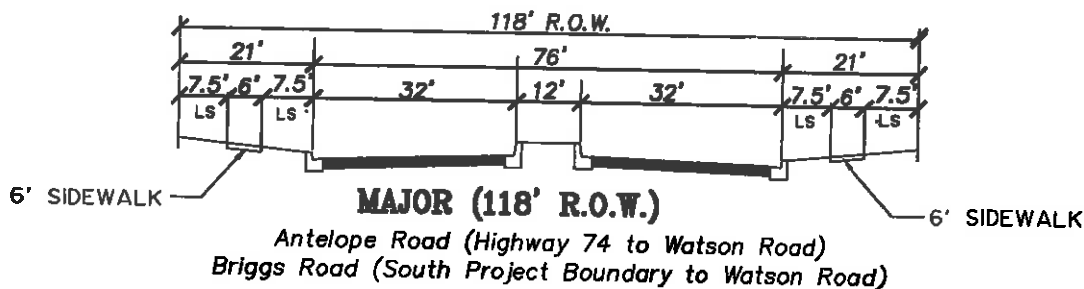 118' R.O.W.
21' 76' 21'
7.5' 6' 7.5' 32' 12' 32' 7.5' 6' 7.5'
LS LS LS LS
6' SIDEWALK
MAJOR (118' R.O.W.)
6' SIDEWALK
Antelope Road (Highway 74 to Watson Road)
Briggs Road (South Project Boundary to Watson Road)